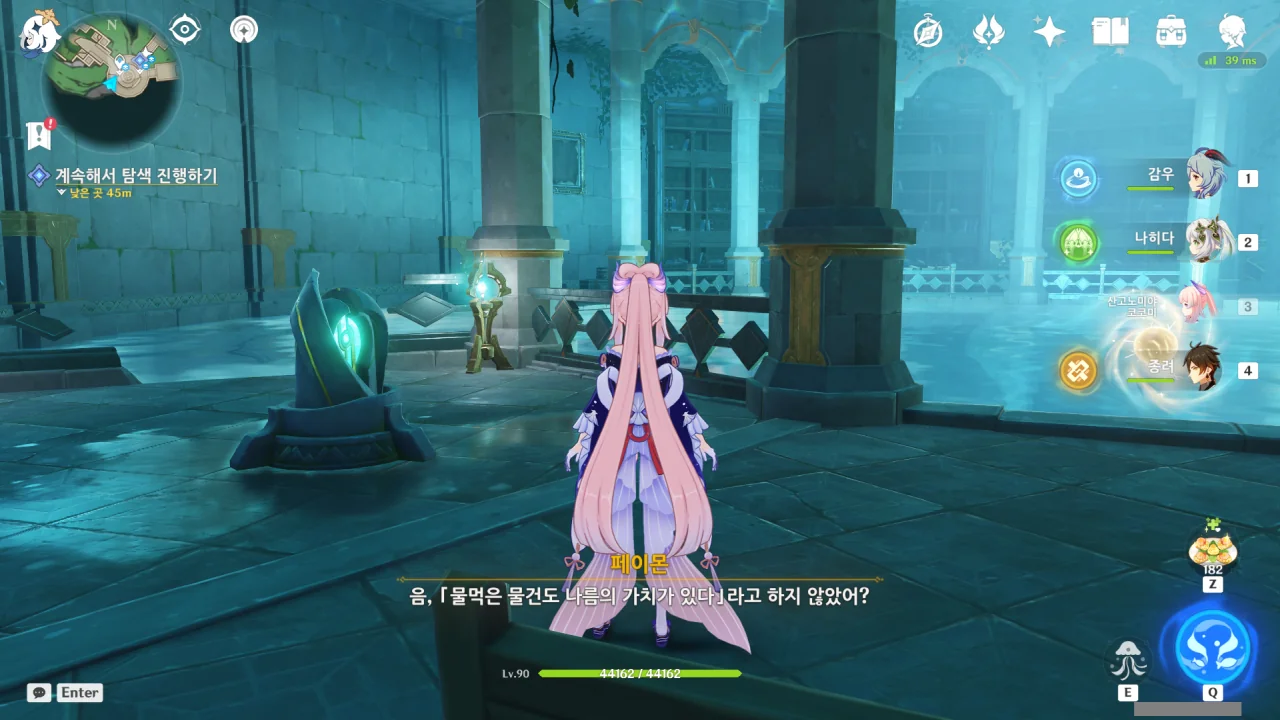 N
39 ms
계속해서 탐색 진행하기
낮은 곳 45m
감우
1
나히다
2
산고노미야
코코미
3
종려
4
페이몬
음, 「물먹은 물건도 나름의 가치가 있다」라고 하지 않았어?
Lv.90
44162 / 44162
182
Z
E
Q
Enter